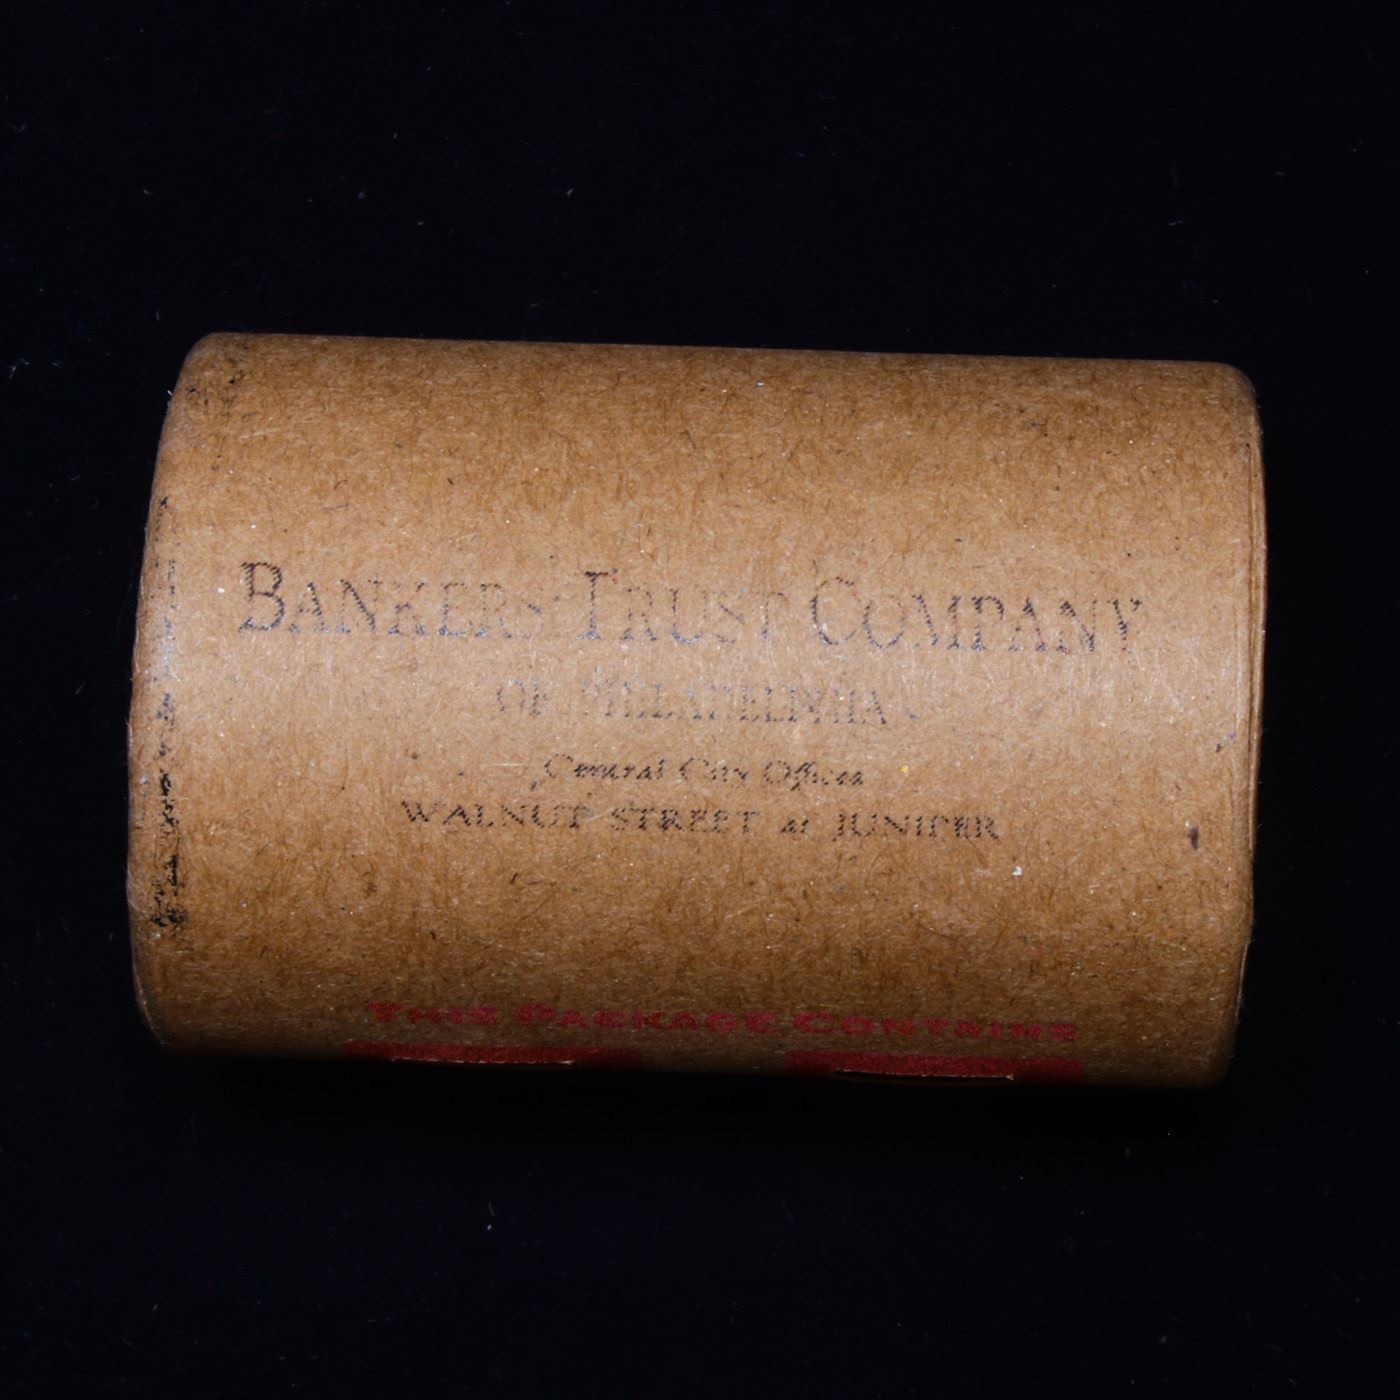 BANKERS TRUST COMPANY
OF PHILADELPHIA
Central City Offices
WALNUT STREET at JUNIPER
THIS PACKAGE CONTAINS